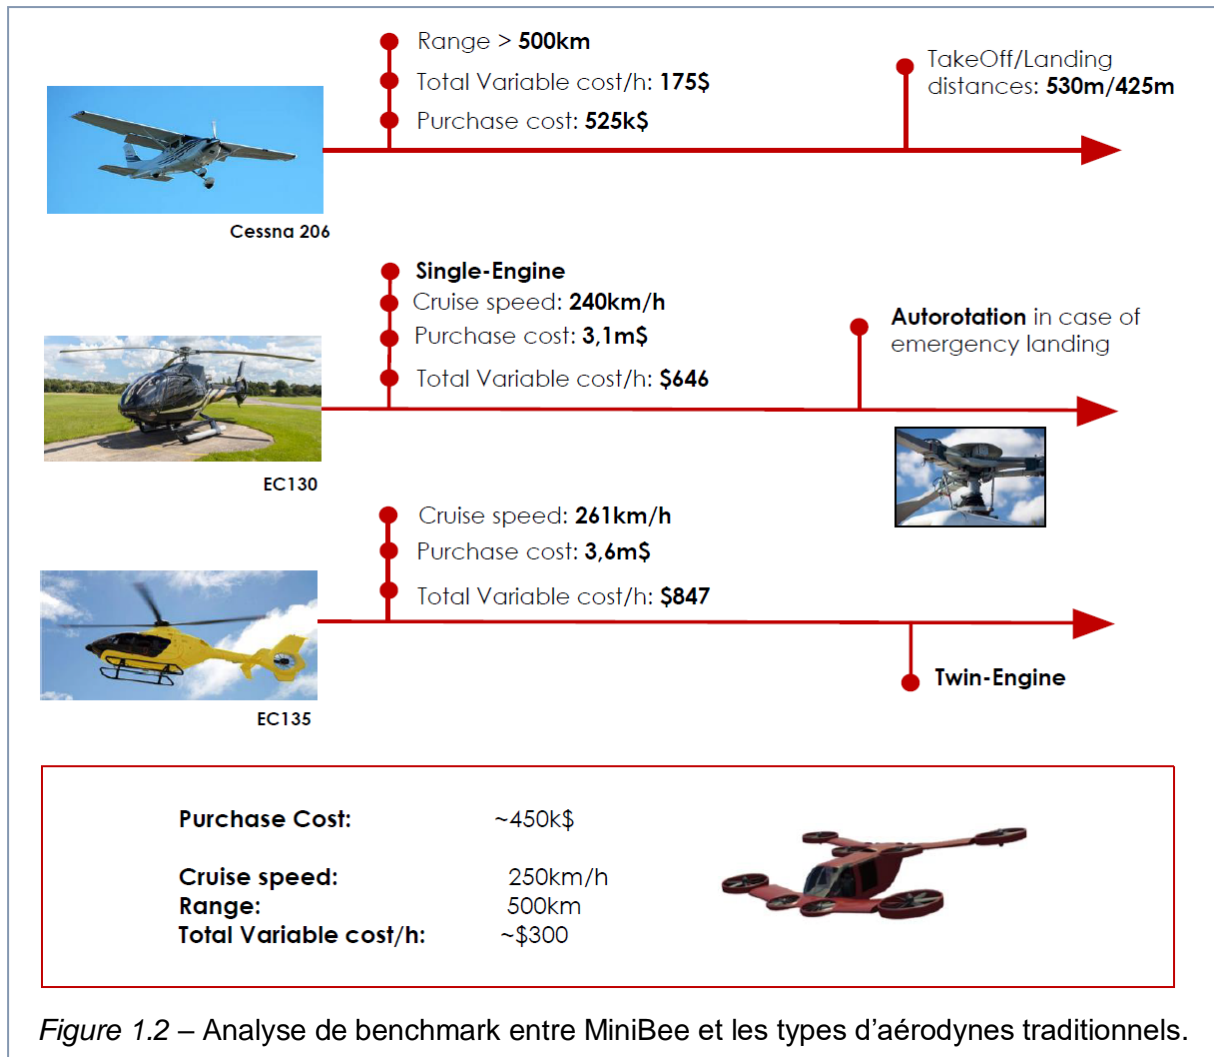 Range > 500km
Total Variable cost/h: 175$
Purchase cost: 525k$
TakeOff/Landing
distances: 530m/425m
Cessna 206
Single-Engine
Cruise speed: 240km/h
Purchase cost: 3,1m$
Total Variable cost/h: $646
Autorotation in case of
emergency landing
EC130
Cruise speed: 261km/h
Purchase cost: 3,6m$
Total Variable cost/h: $847
Twin-Engine
EC135
Purchase Cost: ~450k$
Cruise speed: 250km/h
Range: 500km
Total Variable cost/h: ~$300
Figure 1.2 – Analyse de benchmark entre MiniBee et les types d’aérodynes traditionnels.